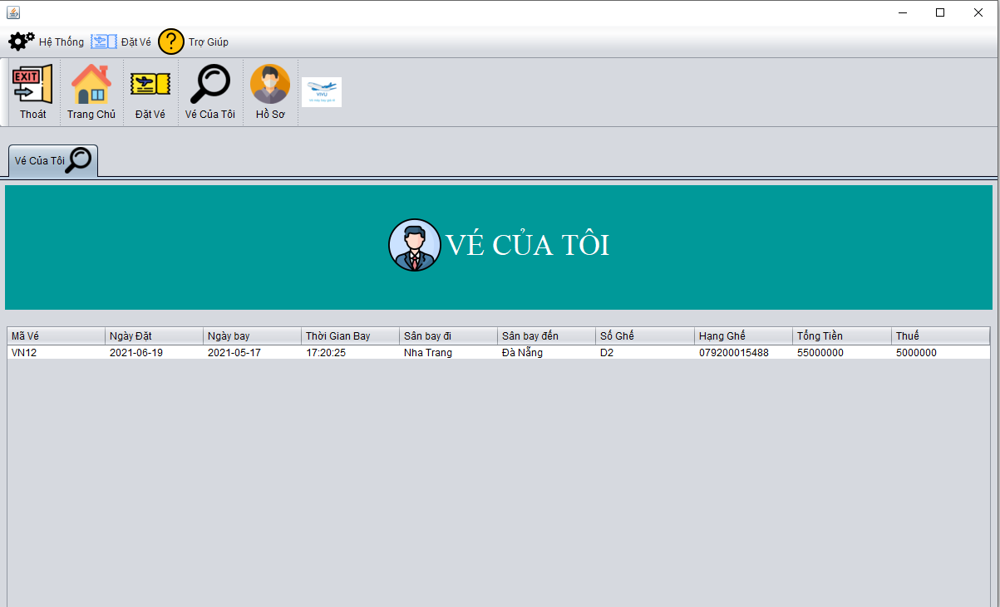 Hệ Thống Đặt Vé ? Trợ Giúp
EXIT
Thoát Trang Chủ Đặt Vé Vé Của Tôi Hồ Sơ
VIVU
Vé Của Tôi
VÉ CỦA TÔI
Mã Vé Ngày Đặt Ngày bay Thời Gian Bay Sân bay đi Sân bay đến Số Ghế Hạng Ghế Tổng Tiền Thuế
VN12 2021-06-19 2021-05-17 17:20:25 Nha Trang Đà Nẵng D2 079200015488 55000000 5000000